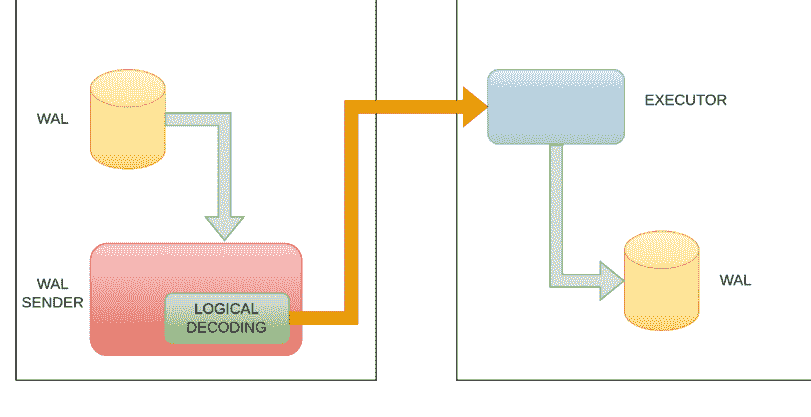 WAL
WAL
SENDER
LOGICAL
DECODING
EXECUTOR
WAL